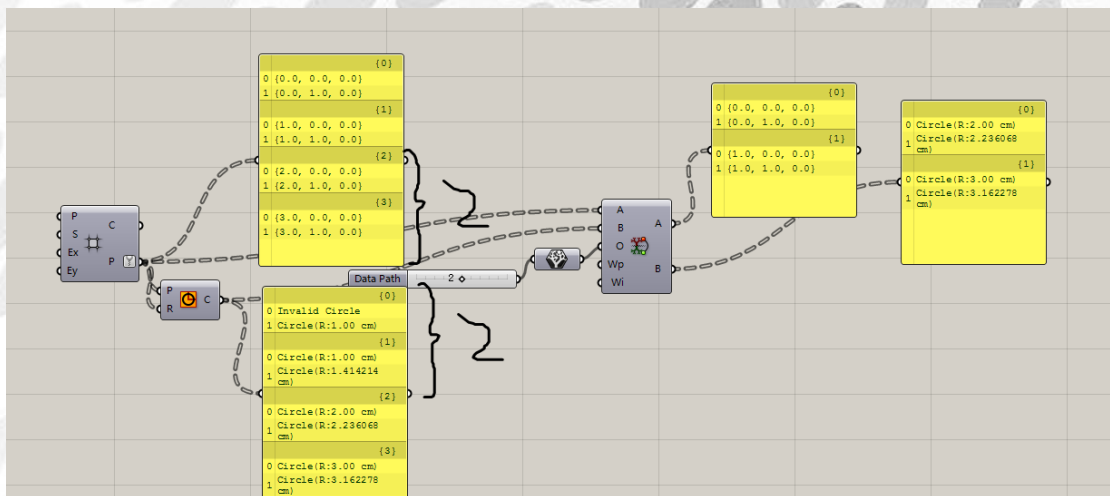 P
S
Ex
Ey
C
P
P
R
C
{0}
0 {0.0, 0.0, 0.0}
1 {0.0, 1.0, 0.0}
{1}
0 {1.0, 0.0, 0.0}
1 {1.0, 1.0, 0.0}
{2}
0 {2.0, 0.0, 0.0}
1 {2.0, 1.0, 0.0}
{3}
0 {3.0, 0.0, 0.0}
1 {3.0, 1.0, 0.0}
2
Data Path 2
{0}
0 Invalid Circle
1 Circle(R:1.00 cm)
{1}
0 Circle(R:1.00 cm)
1 Circle(R:1.414214
cm)
{2}
0 Circle(R:2.00 cm)
1 Circle(R:2.236068
cm)
{3}
0 Circle(R:3.00 cm)
1 Circle(R:3.162278
cm)
2
A
B
O
Wp
Wi
A
B
{0}
0 {0.0, 0.0, 0.0}
1 {0.0, 1.0, 0.0}
{1}
0 {1.0, 0.0, 0.0}
1 {1.0, 1.0, 0.0}
{0}
0 Circle(R:2.00 cm)
1 Circle(R:2.236068
cm)
{1}
0 Circle(R:3.00 cm)
1 Circle(R:3.162278
cm)